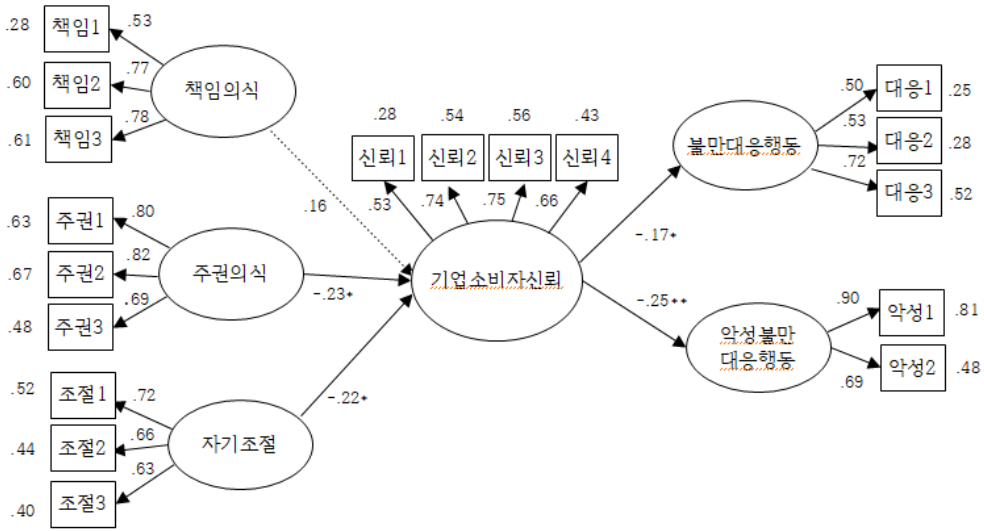 .28 책임1 .53
.60 책임2 .77
.61 책임3 .78
책임의식
.63 주권1 .80
.67 주권2 .82
.48 주권3 .69
주권의식
.52 조절1 .72
.44 조절2 .66
.40 조절3 .63
자기조절
.16
-.23*
-.22*
.28 .54 .56 .43
신뢰1 신뢰2 신뢰3 신뢰4
.53 .74 .75 .66
기업소비자신뢰
-.17*
-.25**
불만대응행동
.50 대응1 .25
.53 대응2 .28
.72 대응3 .52
악성불만
대응행동
.90 악성1 .81
.69 악성2 .48